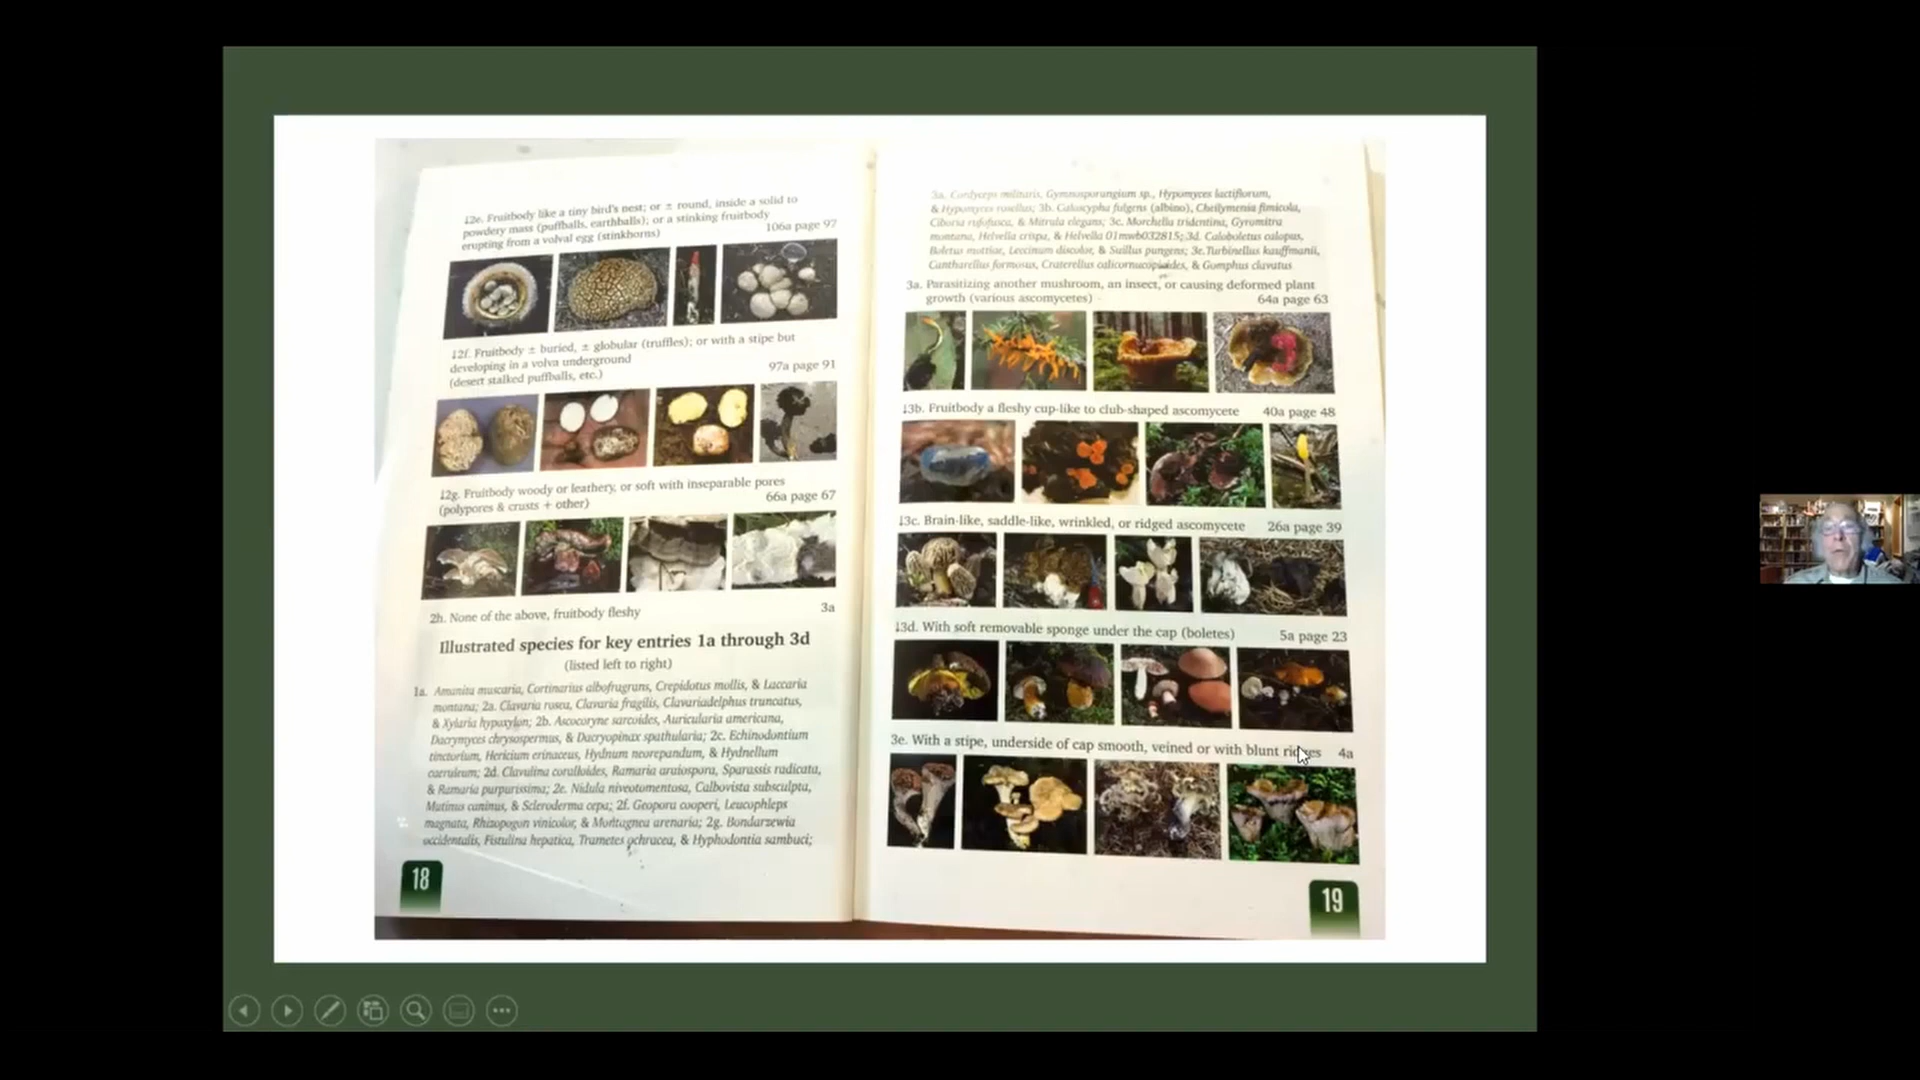 12e. Fruitbody like a tiny bird's nest; or ± round, inside a solid to
powdery mass (puffballs, earthballs); or a stinking fruitbody
erupting from a volval egg (stinkhorns) 106a page 97
12f. Fruitbody ± buried, ± globular (truffles); or with a stipe but
developing in a volva underground
(desert stalked puffballs, etc.) 97a page 91
12g. Fruitbody woody or leathery, or soft with inseparable pores
(polypores & crusts + other) 66a page 67
2h. None of the above, fruitbody fleshy 3a
Illustrated species for key entries 1a through 3d
(listed left to right)
1a. Amanita muscaria, Cortinarius albofragrans, Crepidotus mollis, & Laccaria
montana; 2a. Clavaria rosea, Clavaria fragilis, Clavariadelphus truncatus,
& Xylaria hypoxylon; 2b. Ascocoryne sarcoides, Auricularia americana,
Dacrymyces chrysospermus, & Dacryopinax spathularia; 2c. Echinodontium
tinctorium, Hericium erinaceus, Hydnum neorepandum, & Hydnellum
caeruleum; 2d. Clavulina coralloides, Ramaria araiospora, Sparassis radicata,
& Ramaria purpurissima; 2e. Nidula niveotomentosa, Calbovista subsculpta,
Mutinus caninus, & Scleroderma cepa; 2f. Geopora cooperi, Leucophleps
magnata, Rhizopogon vinicolor, & Montagnea arenaria; 2g. Bondarzewia
occidentalis, Fistulina hepatica, Trametes ochracea, & Hyphodontia sambuci;
18
3a. Cordyceps militaris, Gymnosporangium sp., Hypomyces lactiflorum,
& Hypomyces rosellus; 3b. Caloscypha fulgens (albino), Cheilymenia fimicola,
Ciboria rufofusca, & Mitrula elegans; 3c. Morchella tridentina, Gyromitra
montana, Helvella crispa, & Helvella 01mwb032815; 3d. Caloboletus calopus,
Boletus mottiae, Leccinum discolor, & Suillus pungens; 3e. Turbinellus kauffmanii,
Cantharellus formosus, Craterellus calicornucopioides, & Gomphus clavatus
3a. Parasitizing another mushroom, an insect, or causing deformed plant
growth (various ascomycetes) 64a page 63
13b. Fruitbody a fleshy cup-like to club-shaped ascomycete 40a page 48
13c. Brain-like, saddle-like, wrinkled, or ridged ascomycete 26a page 39
13d. With soft removable sponge under the cap (boletes) 5a page 23
3e. With a stipe, underside of cap smooth, veined or with blunt ridges 4a
19